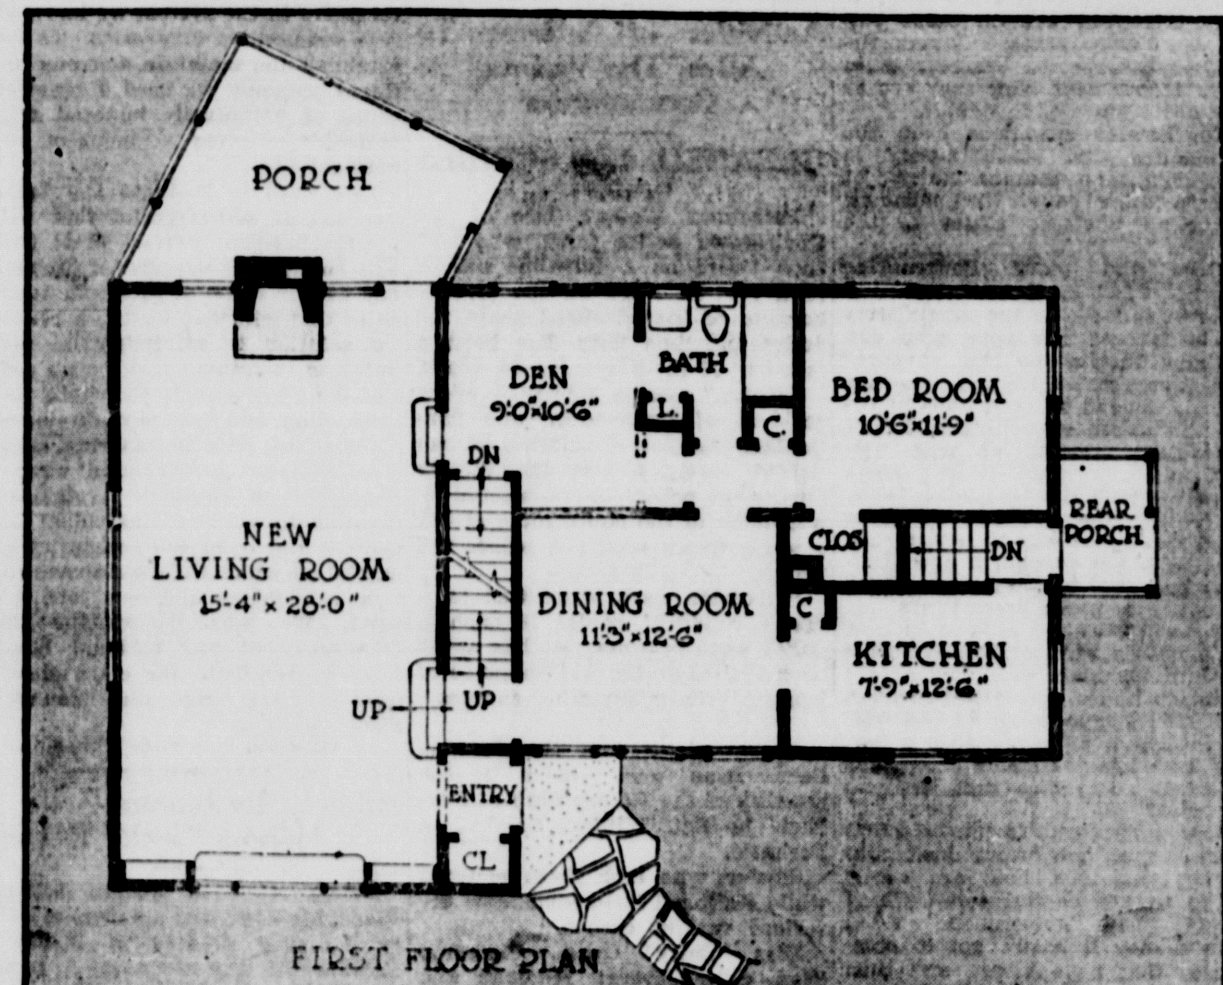 PORCH
DEN
9'-0"x10'-6"
BATH
L.
C.
BED ROOM
10'-6"x11'-9"
DN
REAR
PORCH
NEW
LIVING ROOM
15'-4" x 28'-0"
CLOS
DN
DINING ROOM
11'-3"x12'-6"
C
KITCHEN
7'-9"x12'-6"
UP
UP
ENTRY
CL
FIRST FLOOR PLAN